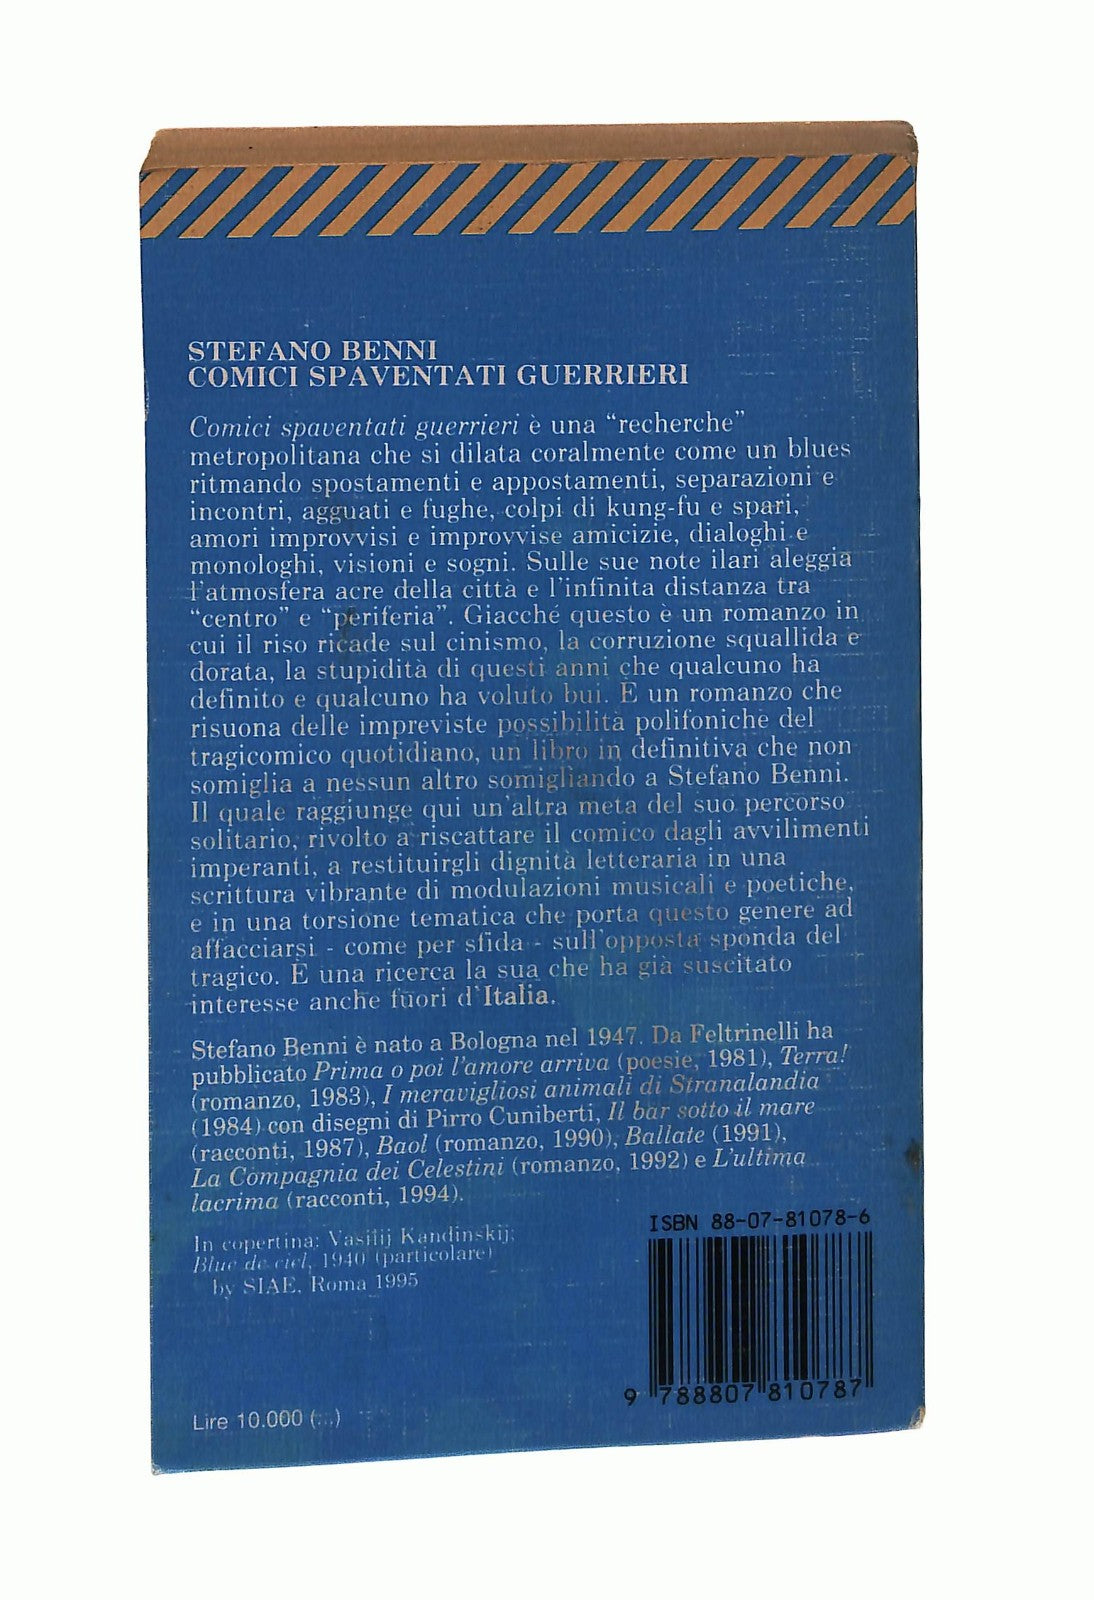 STEFANO BENNI
COMICI SPAVENTATI GUERRIERI
Comici spaventati guerrieri è una “recherche”
metropolitana che si dilata coralmente come un blues
ritmando spostamenti e appostamenti, separazioni e
incontri, agguati e fughe, colpi di kung-fu e spari,
amori improvvisi e improvvise amicizie, dialoghi e
monologhi, visioni e sogni. Sulle sue note ilari aleggia
l'atmosfera acre della città e l'infinita distanza tra
“centro” e “periferia”. Giacché questo è un romanzo in
cui il riso ricade sul cinismo, la corruzione squallida e
dorata, la stupidità di questi anni che qualcuno ha
definito e qualcuno ha voluto bui. È un romanzo che
risuona delle impreviste possibilità polifoniche del
tragicomico quotidiano, un libro in definitiva che non
somiglia a nessun altro somigliando a Stefano Benni.
Il quale raggiunge qui un'altra meta del suo percorso
solitario, rivolto a riscattare il comico dagli avvilimenti
imperanti, a restituirgli dignità letteraria in una
scrittura vibrante di modulazioni musicali e poetiche,
e in una torsione tematica che porta questo genere ad
affacciarsi - come per sfida - sull'opposta sponda del
tragico. È una ricerca la sua che ha già suscitato
interesse anche fuori d'Italia.
Stefano Benni è nato a Bologna nel 1947. Da Feltrinelli ha
pubblicato Prima o poi l'amore arriva (poesie, 1981), Terra!
(romanzo, 1983), I meravigliosi animali di Stranalandia
(1984) con disegni di Pirro Cuniberti, Il bar sotto il mare
(racconti, 1987), Baol (romanzo, 1990), Ballate (1991),
La Compagnia dei Celestini (romanzo, 1992) e L'ultima
lacrima (racconti, 1994).
In copertina: Vasilij Kandinskij;
Blue de ciel, 1940 (particolare)
by SIAE, Roma 1995
ISBN 88-07-81078-6
9 788807 810787
Lire 10.000 (...)